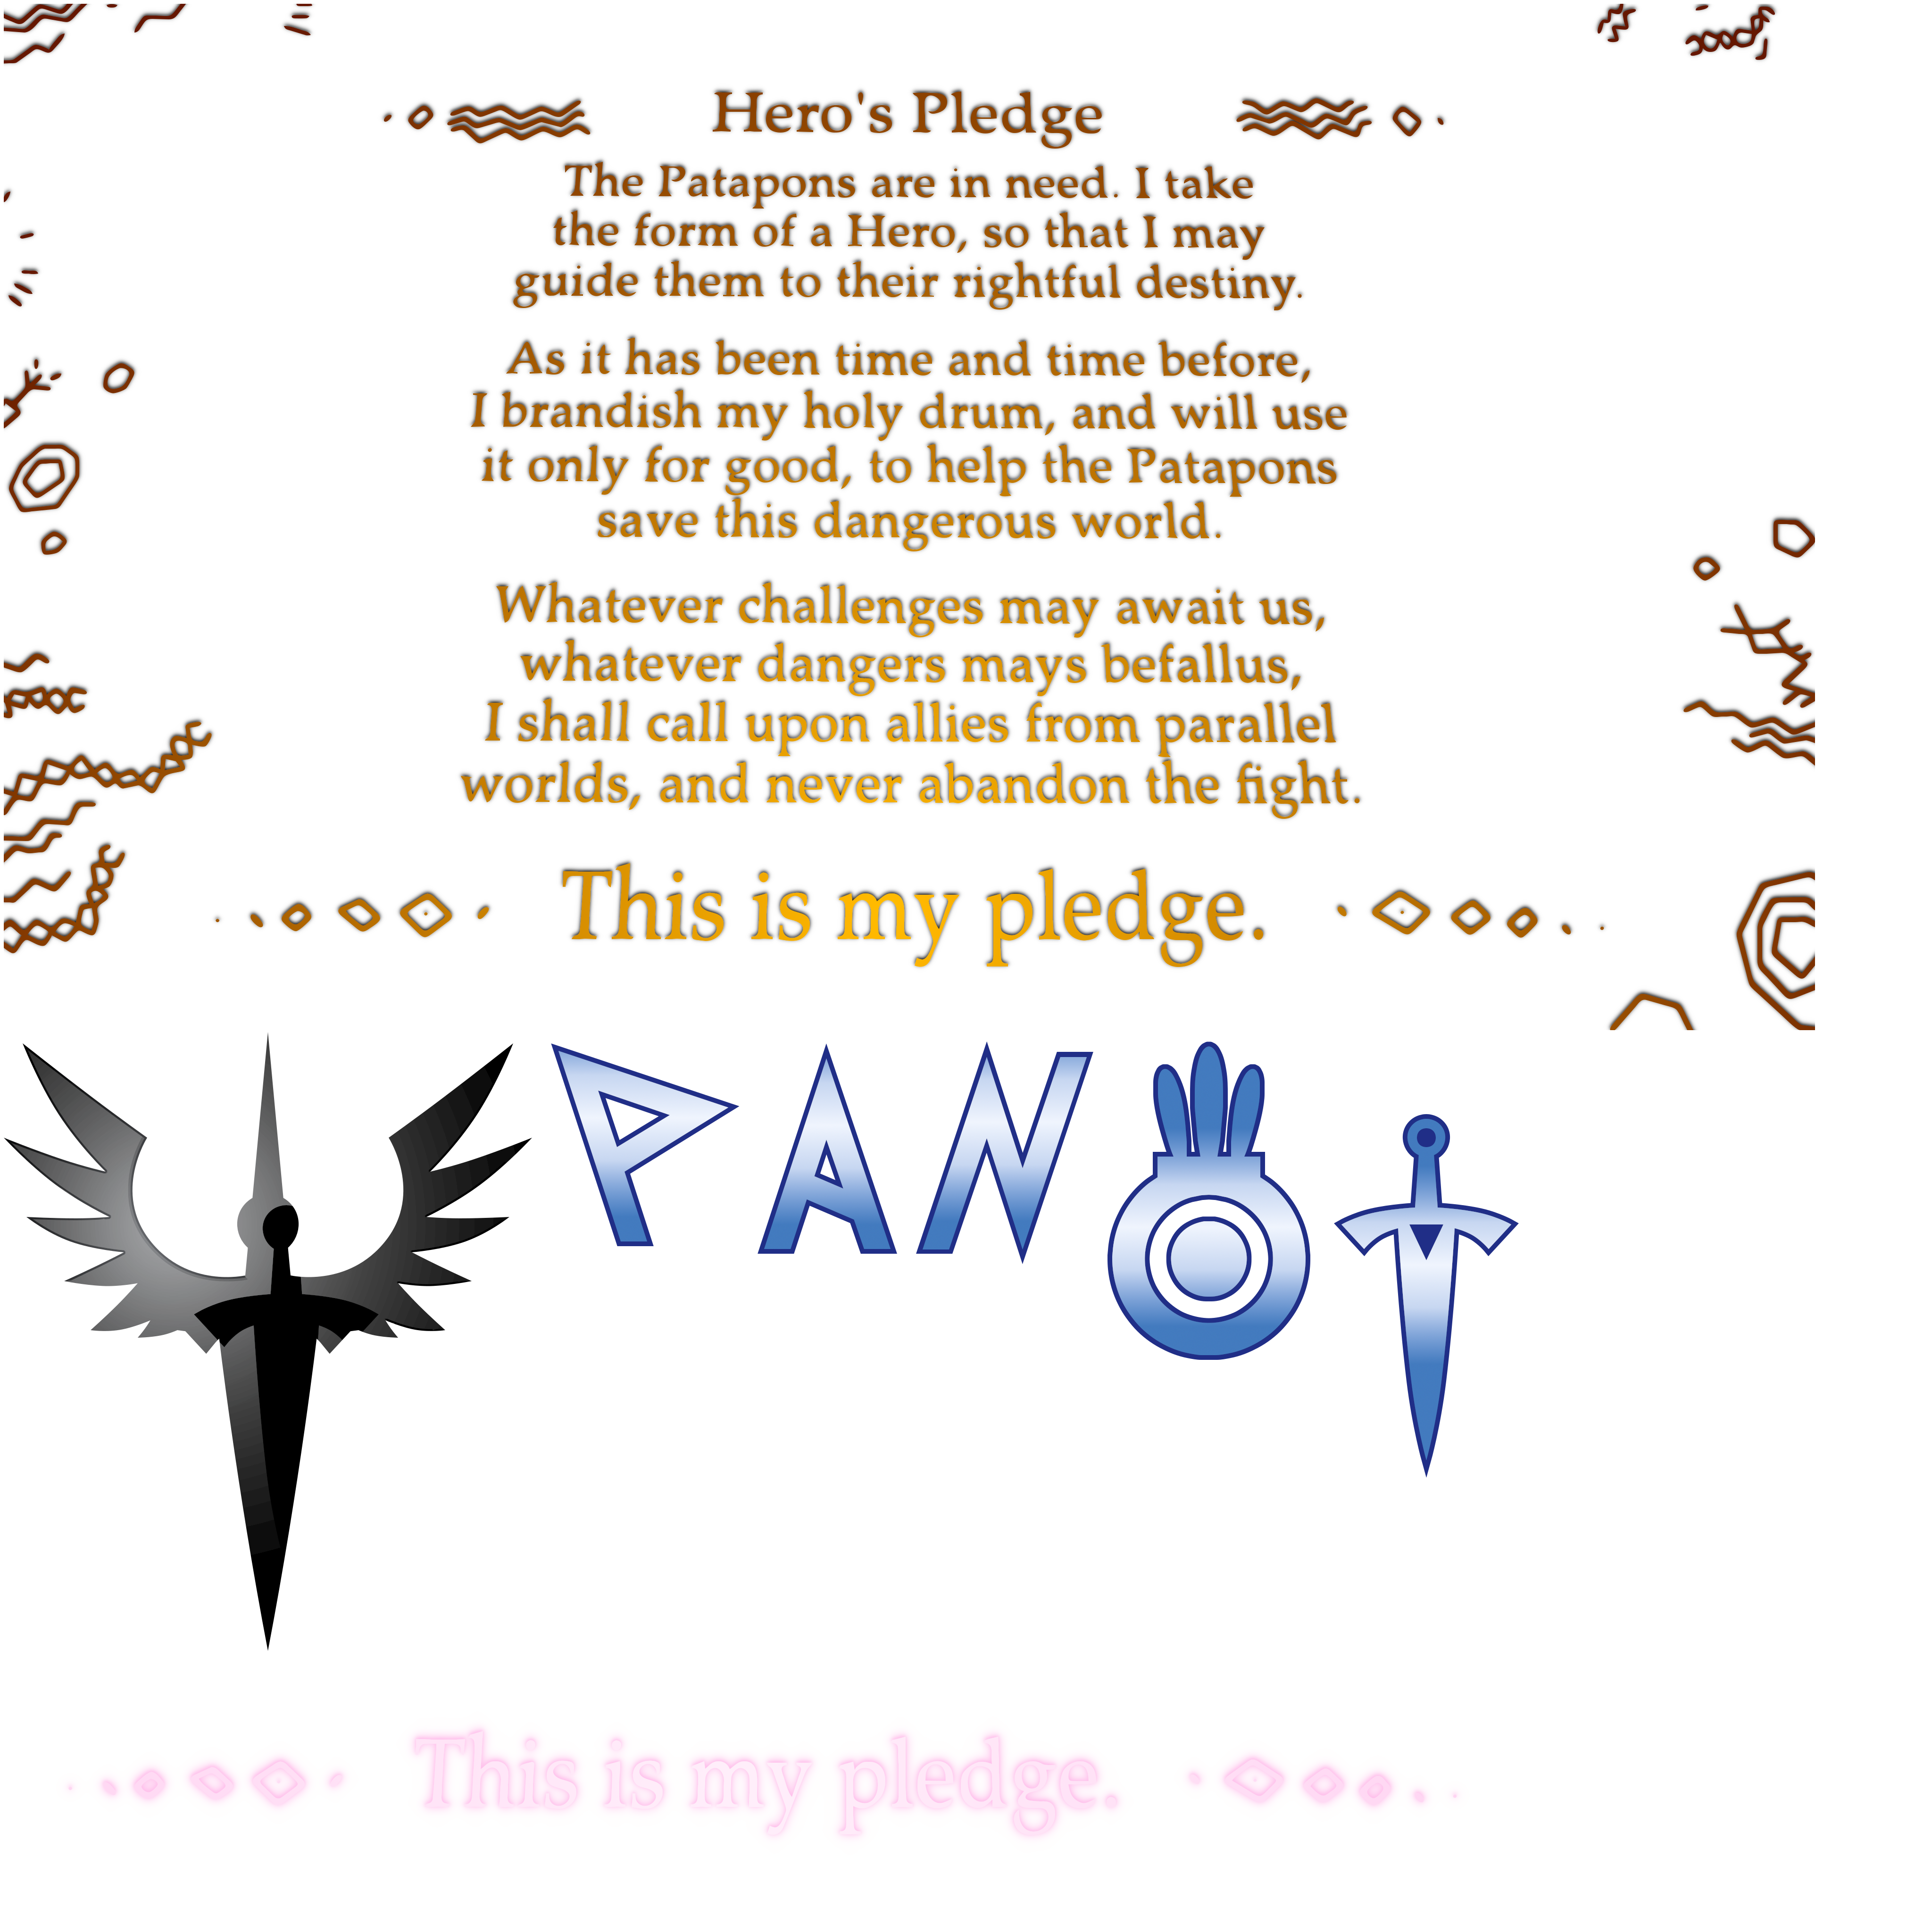 Hero's Pledge
The Patapons are in need. I take
the form of a Hero, so that I may
guide them to their rightful destiny.
As it has been time and time before,
I brandish my holy drum, and will use
it only for good, to help the Patapons
save this dangerous world.
Whatever challenges may await us,
whatever dangers mays befallus,
I shall call upon allies from parallel
worlds, and never abandon the fight.
This is my pledge.
PAN
This is my pledge.